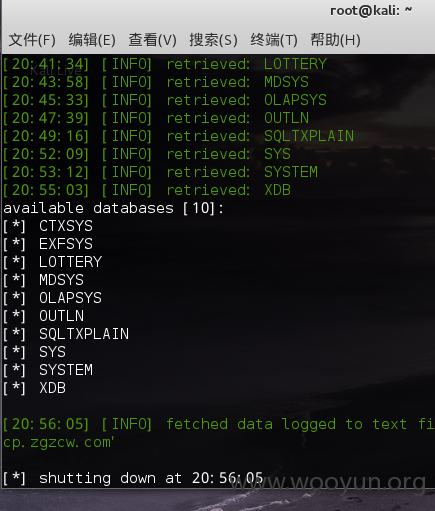 root@kali: ~
文件(F) 编辑(E) 查看(V) 搜索(S) 终端(T) 帮助(H)
Kali Live
[20:41:34] [INFO] retrieved: LOTTERY
[20:43:58] [INFO] retrieved: MDSYS
[20:45:33] [INFO] retrieved: OLAPSYS
[20:47:39] [INFO] retrieved: OUTLN
[20:49:16] [INFO] retrieved: SQLTXPLAIN
[20:52:09] [INFO] retrieved: SYS
[20:53:12] [INFO] retrieved: SYSTEM
[20:55:03] [INFO] retrieved: XDB
available databases [10]:
[*] CTXSYS
[*] EXFSYS
[*] LOTTERY
[*] MDSYS
[*] OLAPSYS
[*] OUTLN
[*] SQLTXPLAIN
[*] SYS
[*] SYSTEM
[*] XDB
[20:56:05] [INFO] fetched data logged to text fi
cp.zgzcw.com'
[*] shutting down at 20:56:05
www.wooyun.org